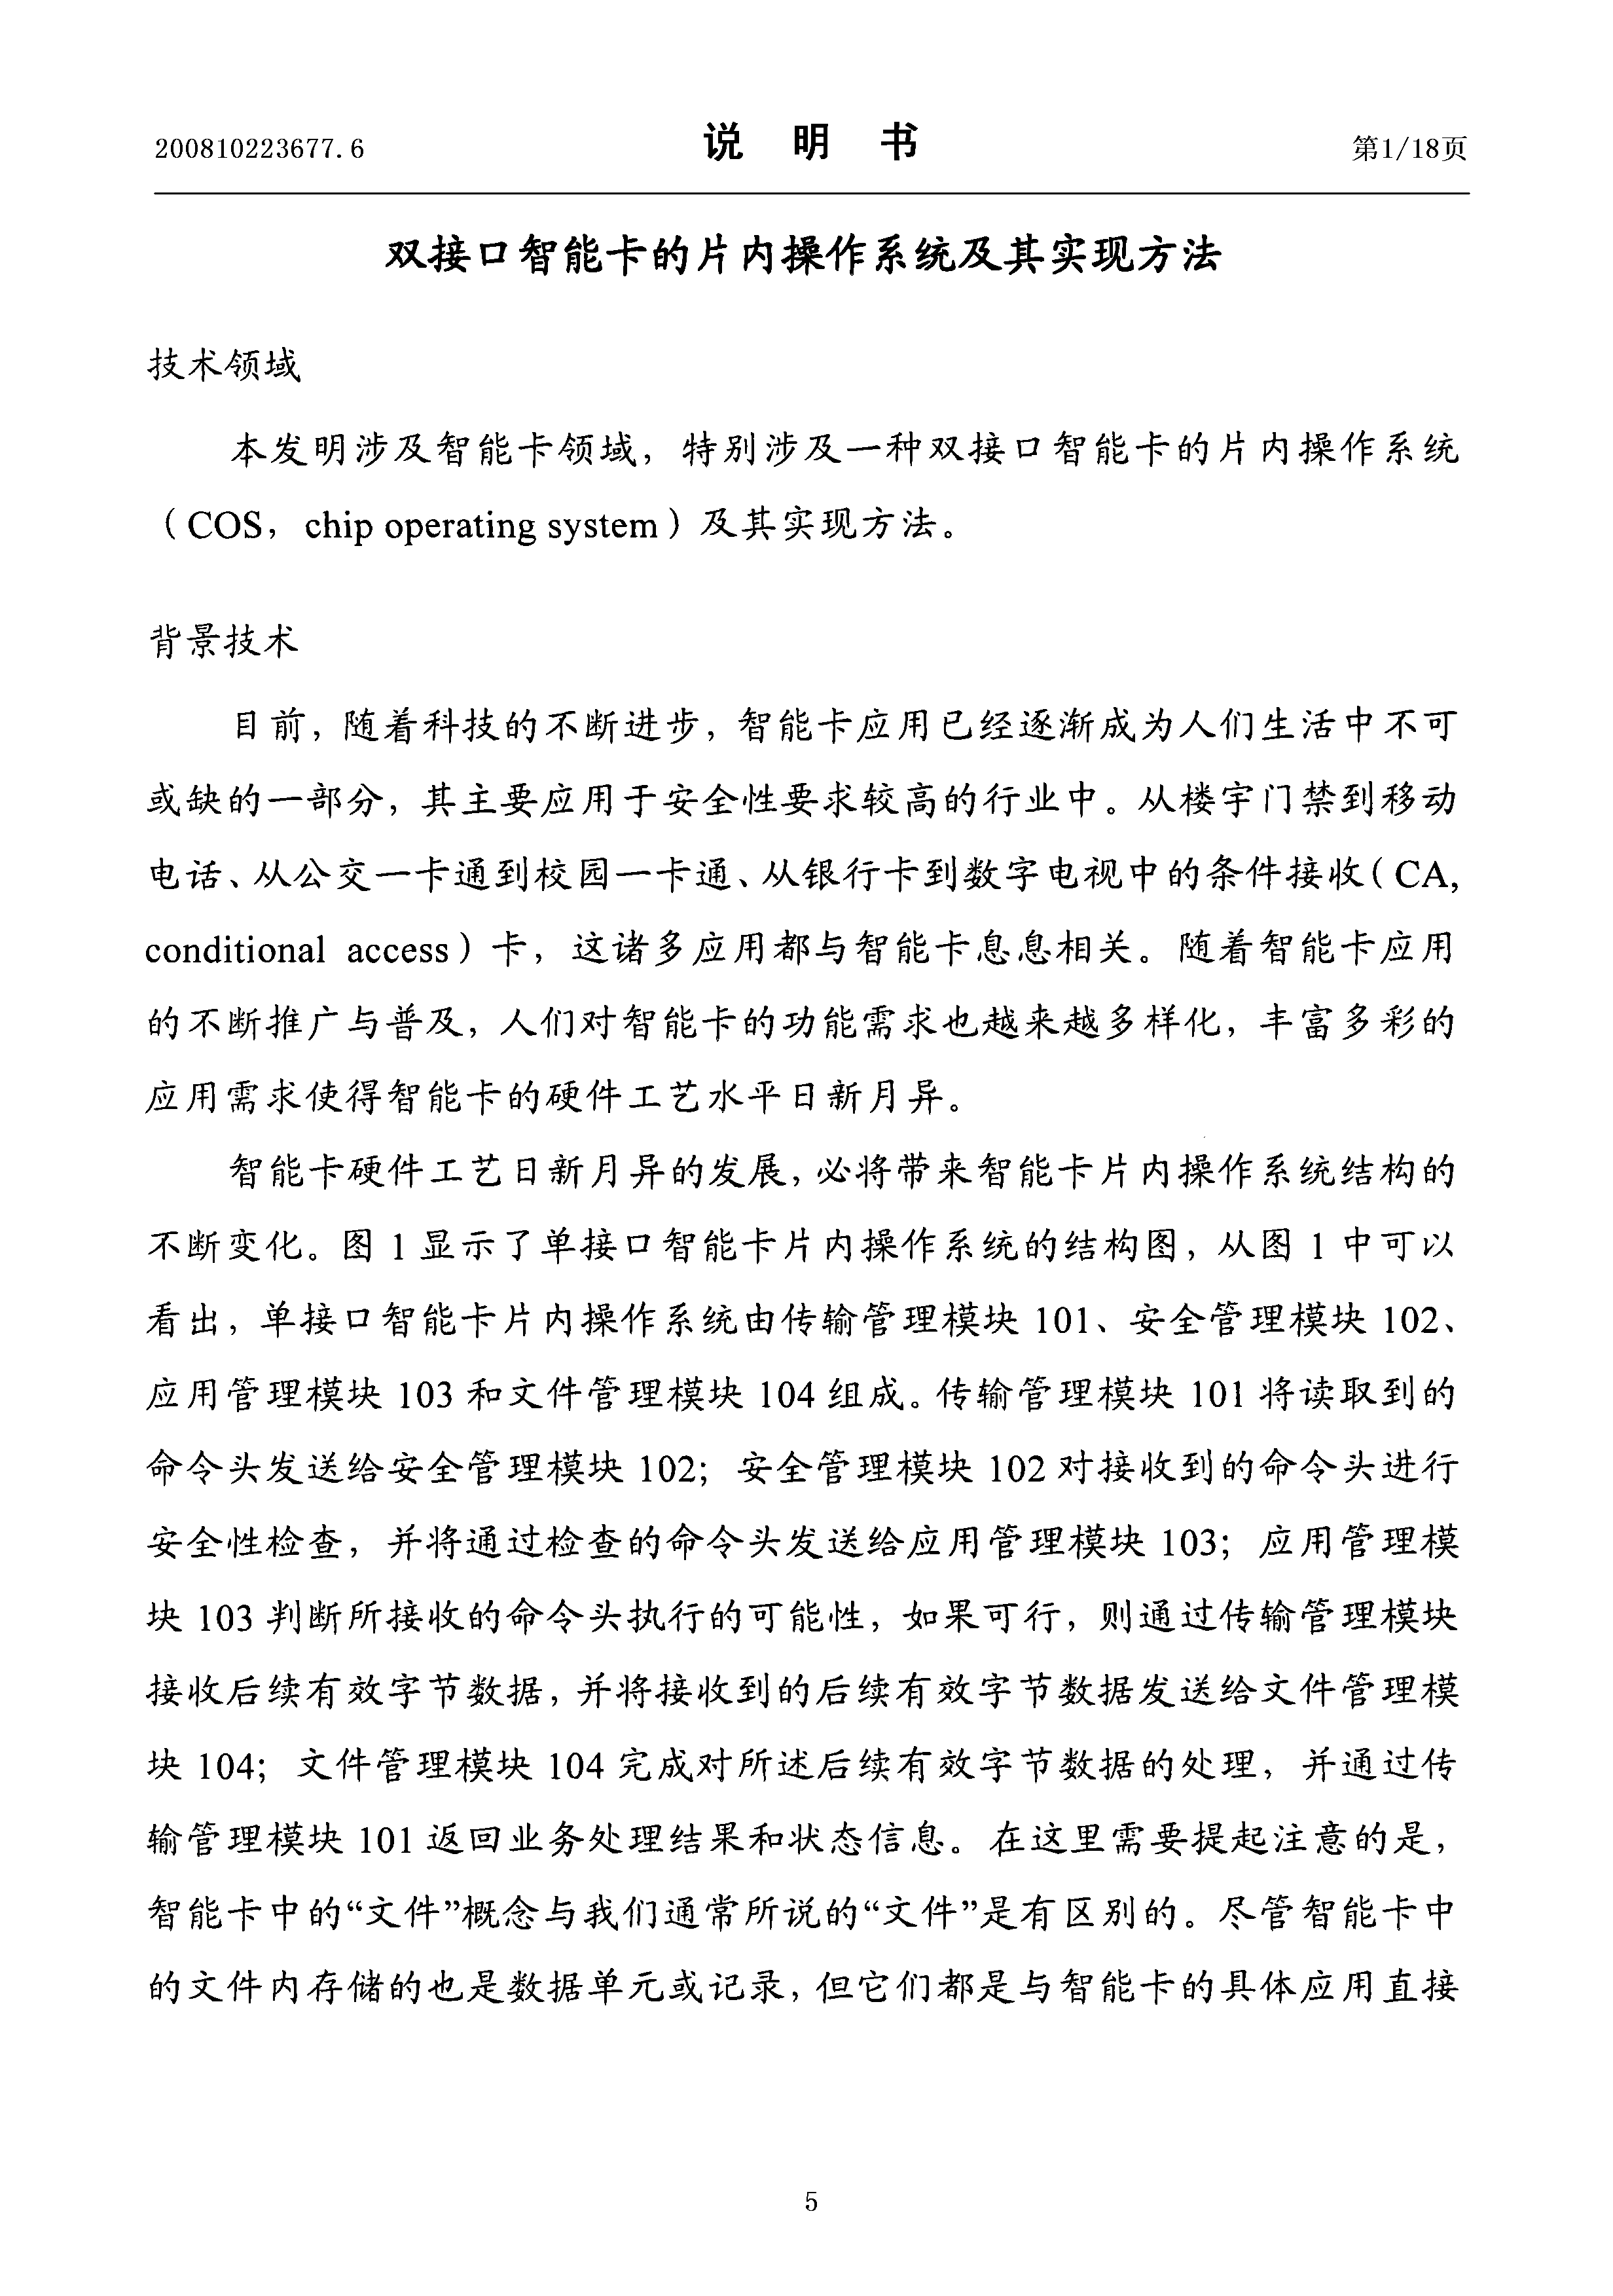 200810223677.6
说 明 书
第1/18页
双接口智能卡的片内操作系统及其实现方法
技术领域
本发明涉及智能卡领域，特别涉及一种双接口智能卡的片内操作系统
（COS，chip operating system）及其实现方法。
背景技术
目前，随着科技的不断进步，智能卡应用已经逐渐成为人们生活中不可
或缺的一部分，其主要应用于安全性要求较高的行业中。从楼宇门禁到移动
电话、从公交一卡通到校园一卡通、从银行卡到数字电视中的条件接收（CA,
conditional access）卡，这诸多应用都与智能卡息息相关。随着智能卡应用
的不断推广与普及，人们对智能卡的功能需求也越来越多样化，丰富多彩的
应用需求使得智能卡的硬件工艺水平日新月异。
智能卡硬件工艺日新月异的发展，必将带来智能卡片内操作系统结构的
不断变化。图 1 显示了单接口智能卡片内操作系统的结构图，从图 1 中可以
看出，单接口智能卡片内操作系统由传输管理模块 101、安全管理模块 102、
应用管理模块 103 和文件管理模块 104 组成。传输管理模块 101 将读取到的
命令头发送给安全管理模块 102；安全管理模块 102 对接收到的命令头进行
安全性检查，并将通过检查的命令头发送给应用管理模块 103；应用管理模
块 103 判断所接收的命令头执行的可能性，如果可行，则通过传输管理模块
接收后续有效字节数据，并将接收到的后续有效字节数据发送给文件管理模
块 104；文件管理模块 104 完成对所述后续有效字节数据的处理，并通过传
输管理模块 101 返回业务处理结果和状态信息。在这里需要提起注意的是，
智能卡中的“文件”概念与我们通常所说的“文件”是有区别的。尽管智能卡中
的文件内存储的也是数据单元或记录，但它们都是与智能卡的具体应用直接
5